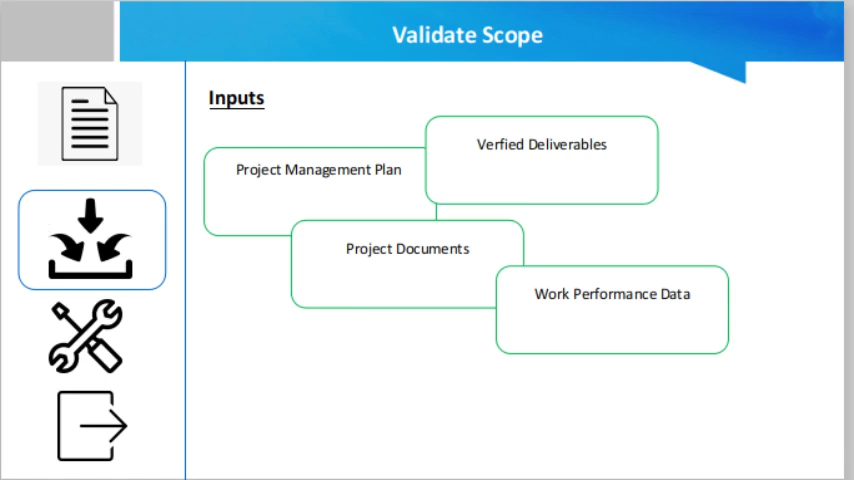 Validate Scope
Inputs
Verfied Deliverables
Project Management Plan
Project Documents
Work Performance Data